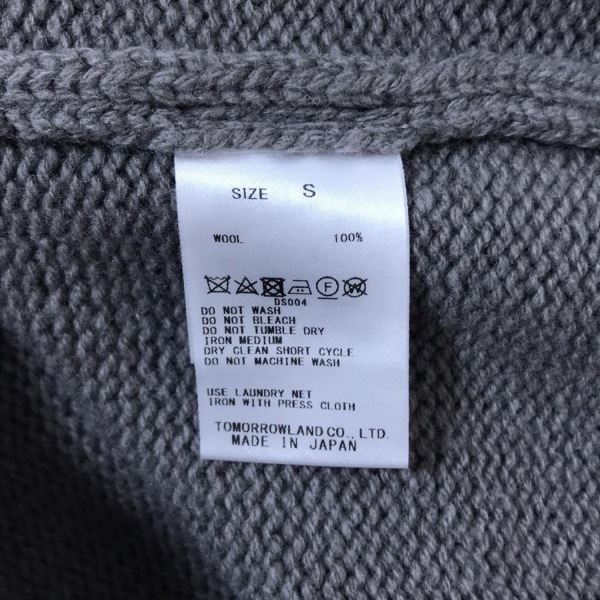 SIZE S
WOOL 100%
F W
DS004
DO NOT WASH
DO NOT BLEACH
DO NOT TUMBLE DRY
IRON MEDIUM
DRY CLEAN SHORT CYCLE
DO NOT MACHINE WASH
USE LAUNDRY NET
IRON WITH PRESS CLOTH
TOMORROWLAND CO., LTD.
MADE IN JAPAN